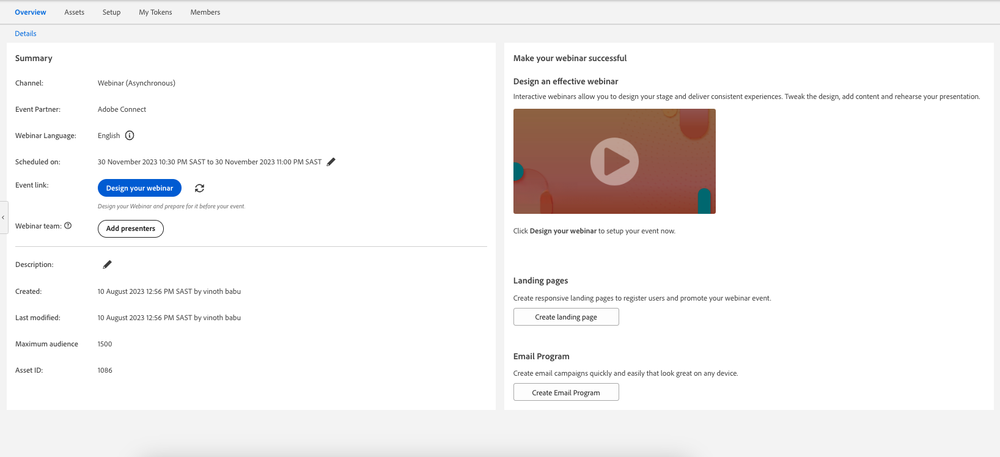 Overview Assets Setup My Tokens Members
Details
Summary
Channel: Webinar (Asynchronous)
Event Partner: Adobe Connect
Webinar Language: English
Scheduled on: 30 November 2023 10:30 PM SAST to 30 November 2023 11:00 PM SAST
Event link: Design your webinar
Design your Webinar and prepare for it before your event.
Webinar team: Add presenters
Description:
Created: 10 August 2023 12:56 PM SAST by vinoth babu
Last modified: 10 August 2023 12:56 PM SAST by vinoth babu
Maximum audience 1500
Asset ID: 1086
Make your webinar successful
Design an effective webinar
Interactive webinars allow you to design your stage and deliver consistent experiences. Tweak the design, add content and rehearse your presentation.
Click Design your webinar to setup your event now.
Landing pages
Create responsive landing pages to register users and promote your webinar event.
Create landing page
Email Program
Create email campaigns quickly and easily that look great on any device.
Create Email Program